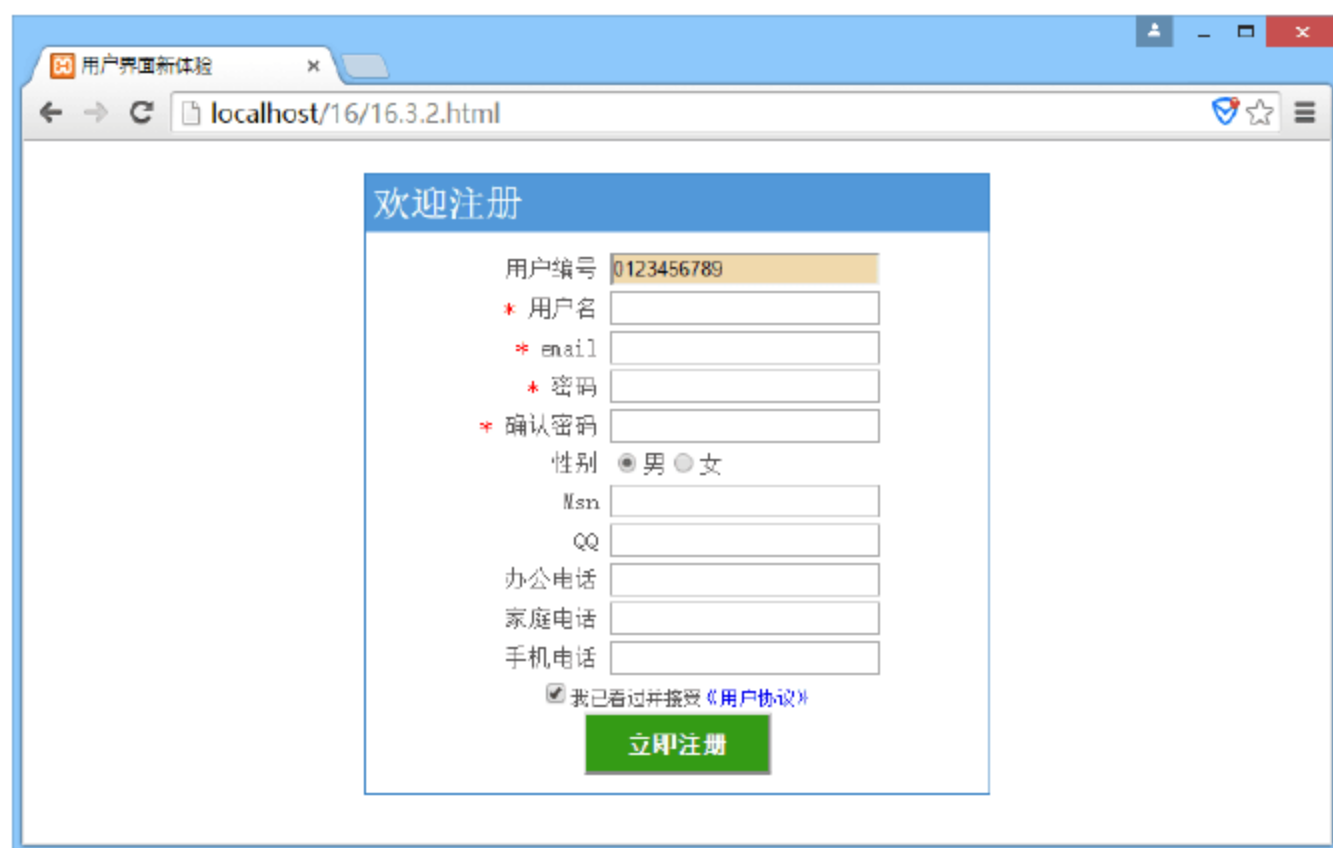 用户界面新体验
localhost/16/16.3.2.html
欢迎注册
用户编号 0123456789
* 用户名
* email
* 密码
* 确认密码
性别 男 女
Msn
QQ
办公电话
家庭电话
手机电话
我已看过并接受《用户协议》
立即注册